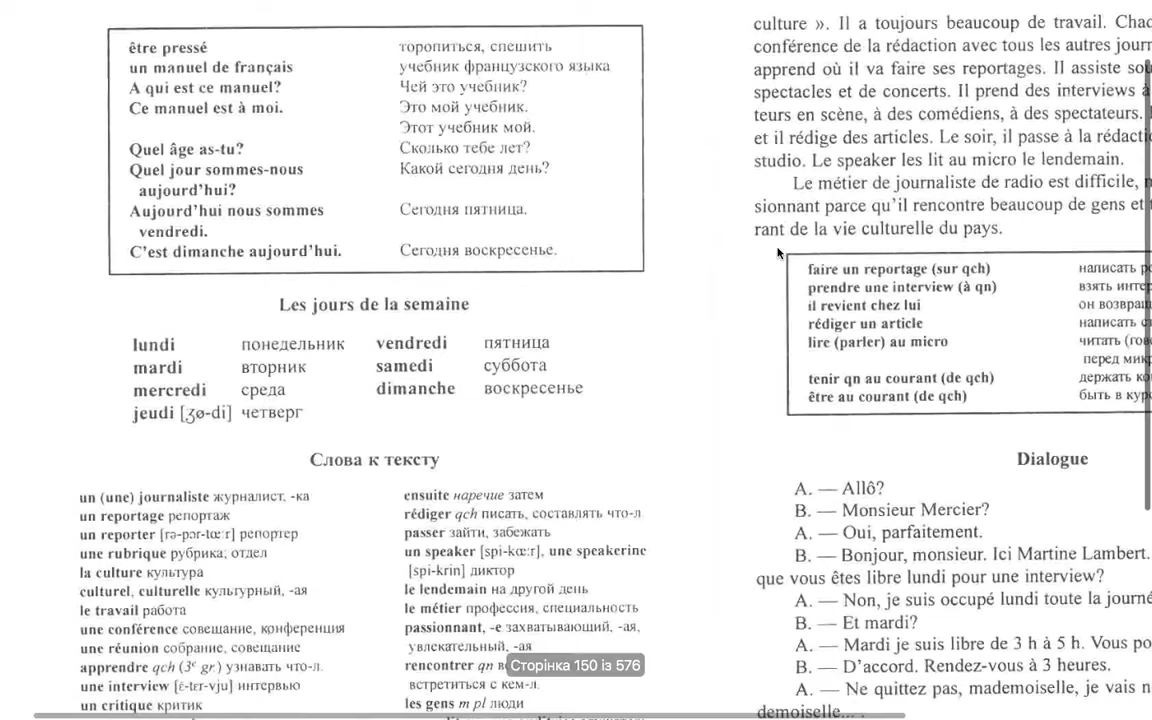 être pressé торопиться, спешить
un manuel de français учебник французского языка
A qui est ce manuel? Чей это учебник?
Ce manuel est à moi. Это мой учебник.
Этот учебник мой.
Quel âge as-tu? Сколько тебе лет?
Quel jour sommes-nous Какой сегодня день?
aujourd’hui?
Aujourd’hui nous sommes Сегодня пятница.
vendredi.
C’est dimanche aujourd’hui. Сегодня воскресенье.
Les jours de la semaine
lundi понедельник vendredi пятница
mardi вторник samedi суббота
mercredi среда dimanche воскресенье
jeudi [ʒø-di] четверг
Слова к тексту
un (une) journaliste журналист, -ка
un reportage репортаж
un reporter [rə-pɔr-tœ:r] репортер
une rubrique рубрика; отдел
la culture культура
culturel, culturelle культурный, -ая
le travail работа
une conférence совещание, конференция
une réunion собрание, совещание
apprendre qch (3e gr.) узнавать что-л.
une interview [ɛ̃-tɛr-vju] интервью
un critique критик
ensuite наречие затем
rédiger qch писать, составлять что-л
passer зайти, забежать
un speaker [spi-kœ:r], une speakerine
[spi-krin] диктор
le lendemain на другой день
le métier профессия, специальность
passionnant, -e захватывающий, -ая,
увлекательный, -ая
rencontrer qn
встретиться с кем-л.
les gens m pl люди
Сторінка 150 із 576
culture ». Il a toujours beaucoup de travail.
conférence de la rédaction avec tous les autres
apprend où il va faire ses reportages. Il assiste
spectacles et de concerts. Il prend des interviews à
teurs en scène, à des comédiens, à des spectateurs.
et il rédige des articles. Le soir, il passe à la
studio. Le speaker les lit au micro le lendemain.
Le métier de journaliste de radio est difficile,
sionnant parce qu’il rencontre beaucoup de gens et
rant de la vie culturelle du pays.
faire un reportage (sur qch) написать
prendre une interview (à qn) взять
il revient chez lui он
rédiger un article написать
lire (parler) au micro читать
перед
tenir qn au courant (de qch) держать
être au courant (de qch) быть в
Dialogue
A. — Allô?
B. — Monsieur Mercier?
A. — Oui, parfaitement.
B. — Bonjour, monsieur. Ici Martine Lambert.
que vous êtes libre lundi pour une interview?
A. — Non, je suis occupé lundi toute la
B. — Et mardi?
A. — Mardi je suis libre de 3 h à 5 h. Vous
B. — D’accord. Rendez-vous à 3 heures.
A. — Ne quittez pas, mademoiselle, je vais
demoiselle...